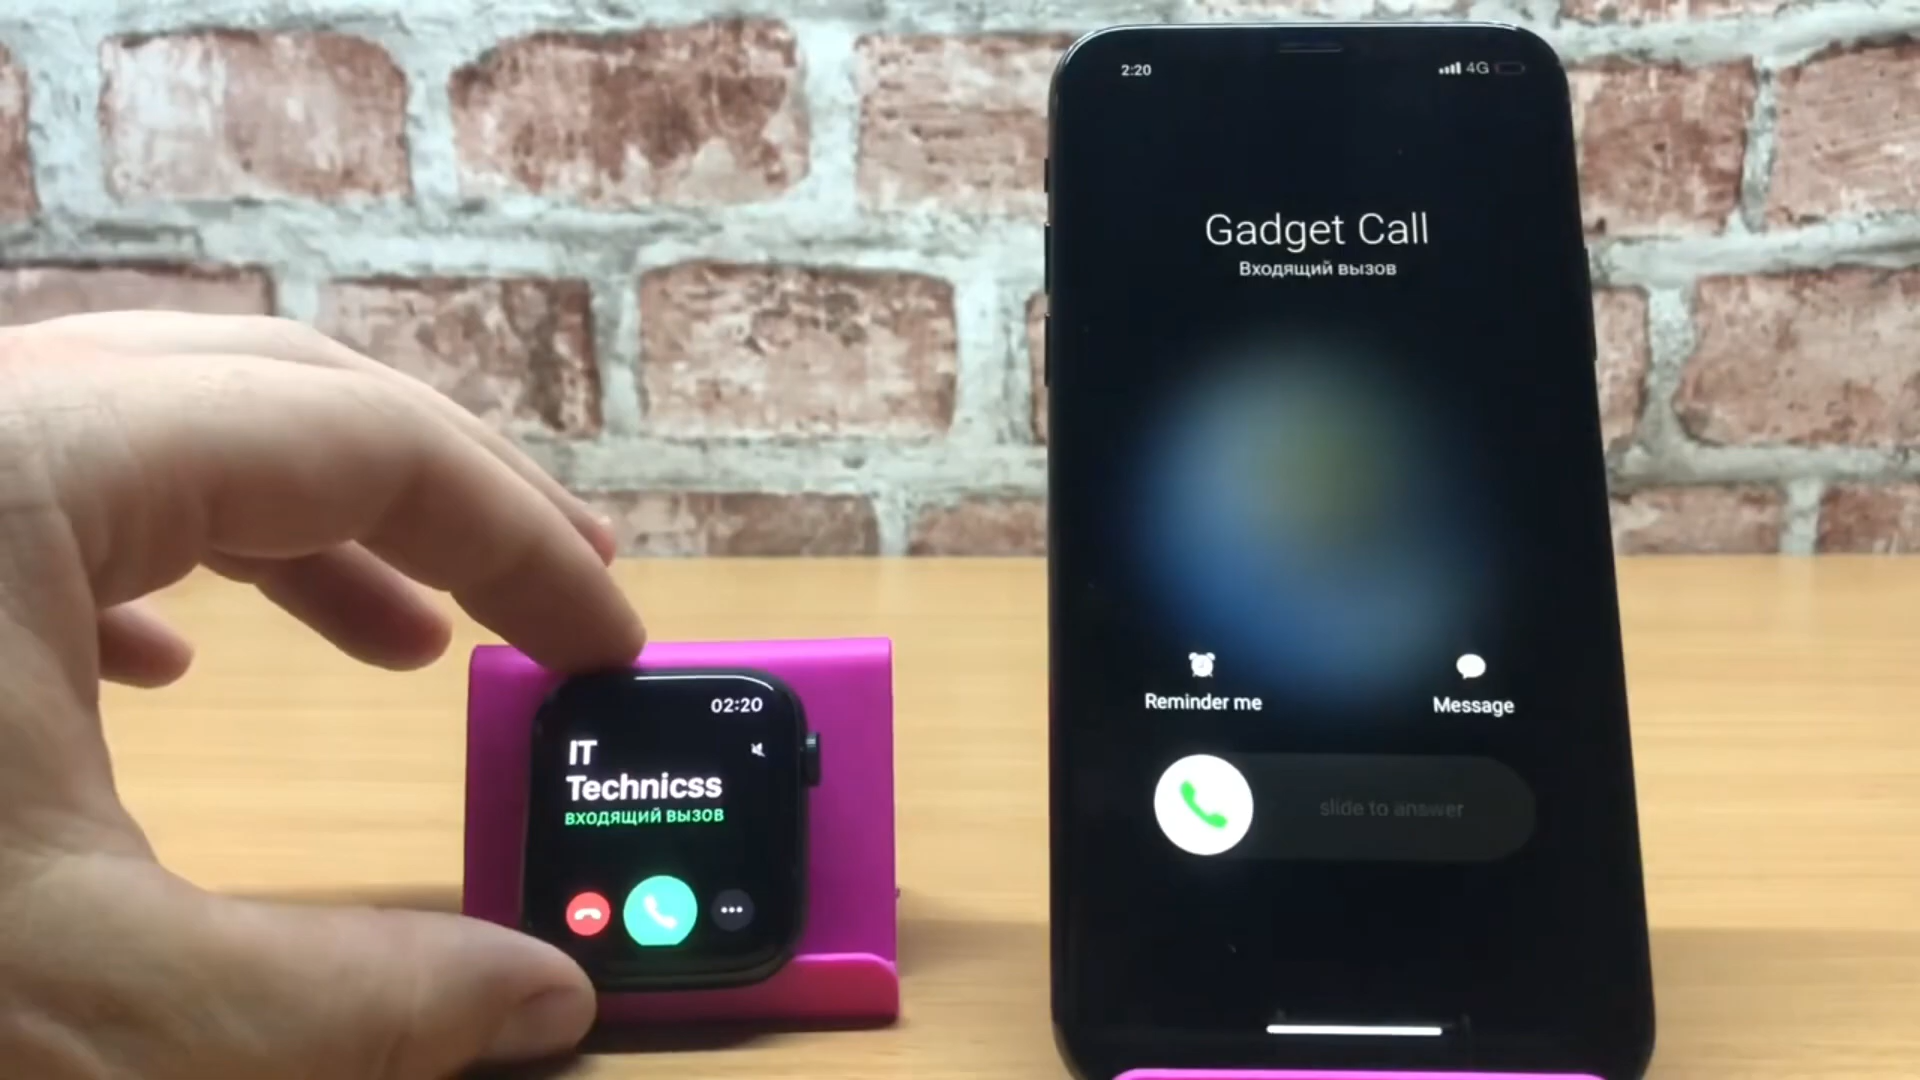 02:20
IT
Technicss
входящий вызов
2:20
4G
Gadget Call
Входящий вызов
Reminder me
Message
slide to answer